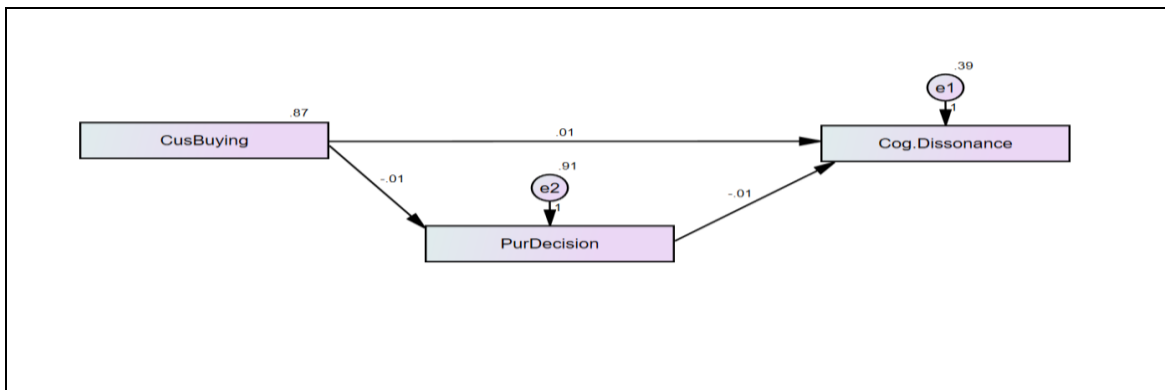 .39
e1
1
.87
CusBuying
.01
Cog.Dissonance
-.01
.91
e2
1
-.01
PurDecision